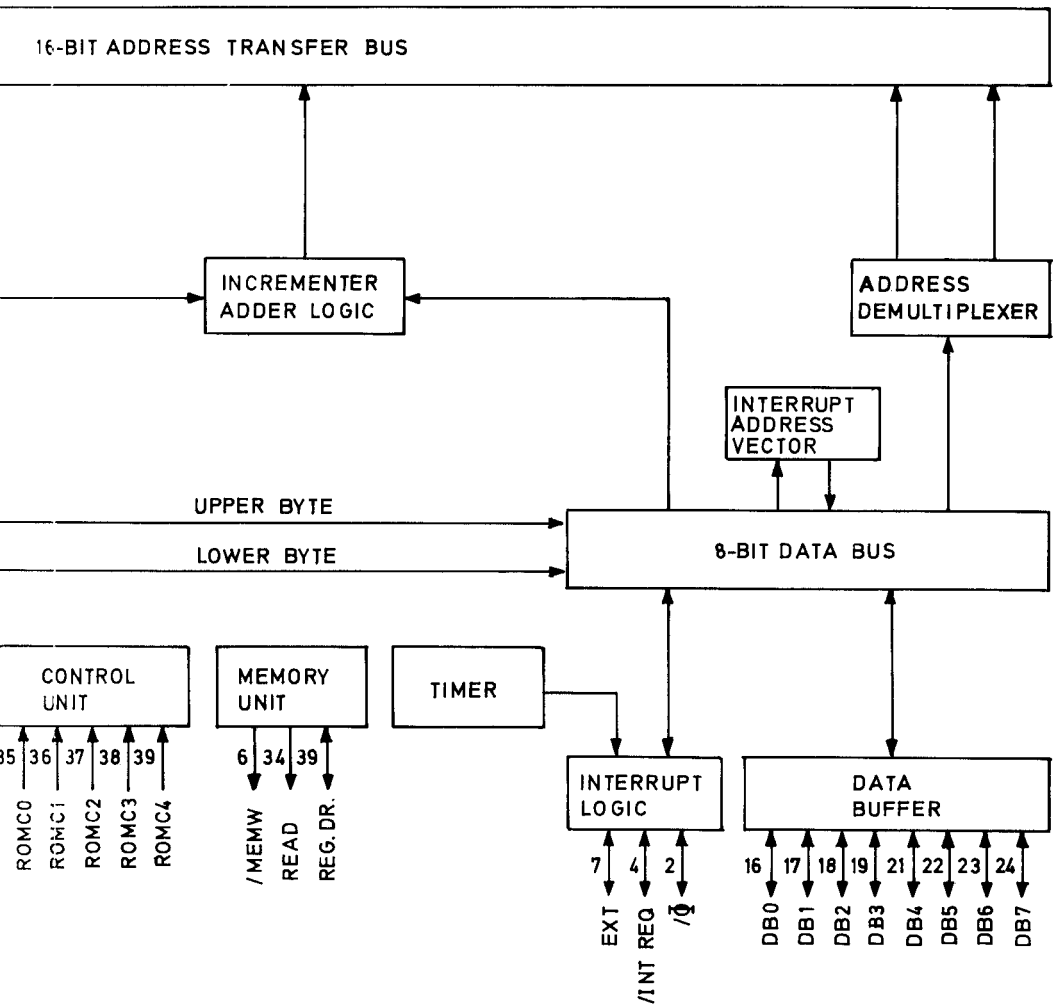 16-BIT ADDRESS TRANSFER BUS
INCREMENTER
ADDER LOGIC
ADDRESS
DEMULTIPLEXER
INTERRUPT
ADDRESS
VECTOR
UPPER BYTE
8-BIT DATA BUS
LOWER BYTE
CONTROL
UNIT
MEMORY
UNIT
TIMER
35 36 37 38 39
6 34 39
ROMC0
ROMC1
ROMC2
ROMC3
ROMC4
/MEMW
READ
REG.DR.
INTERRUPT
LOGIC
DATA
BUFFER
7 4 2
16 17 18 19 21 22 23 24
EXT
/INT REQ
/Φ
DB0
DB1
DB2
DB3
DB4
DB5
DB6
DB7